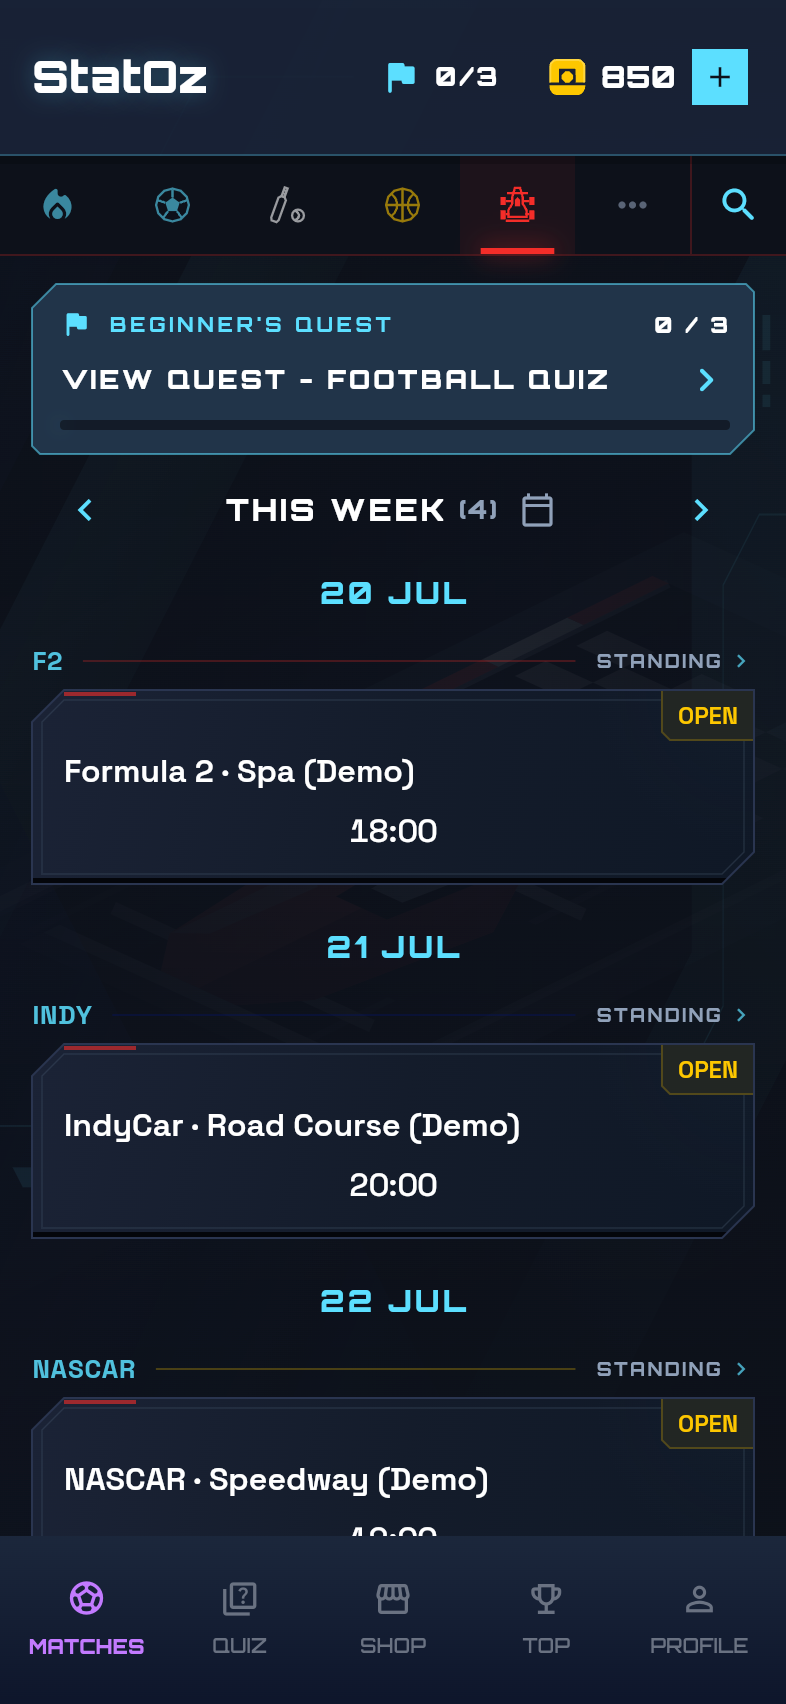 StatOz
0/3
850
BEGINNER'S QUEST
0 / 3
VIEW QUEST - FOOTBALL QUIZ
THIS WEEK (4)
20 JUL
F2
STANDING
OPEN
Formula 2 · Spa (Demo)
18:00
21 JUL
INDY
STANDING
OPEN
IndyCar · Road Course (Demo)
20:00
22 JUL
NASCAR
STANDING
OPEN
NASCAR · Speedway (Demo)
MATCHES
QUIZ
SHOP
TOP
PROFILE